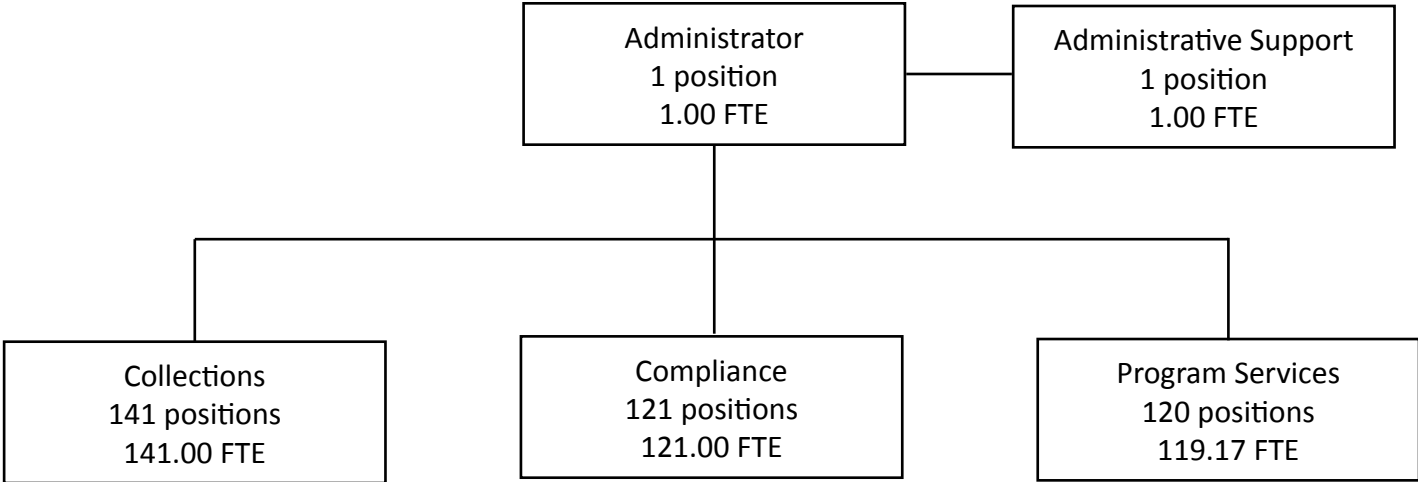 Administrator
1 position
1.00 FTE
Administrative Support
1 position
1.00 FTE
Collections
141 positions
141.00 FTE
Compliance
121 positions
121.00 FTE
Program Services
120 positions
119.17 FTE